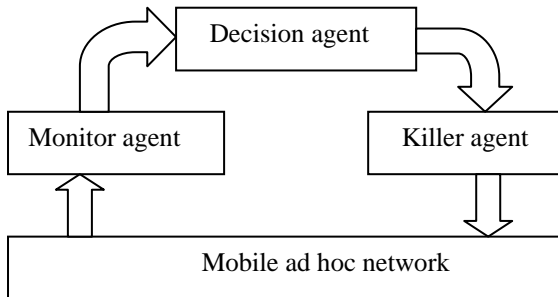 Decision agent
Monitor agent
Killer agent
Mobile ad hoc network